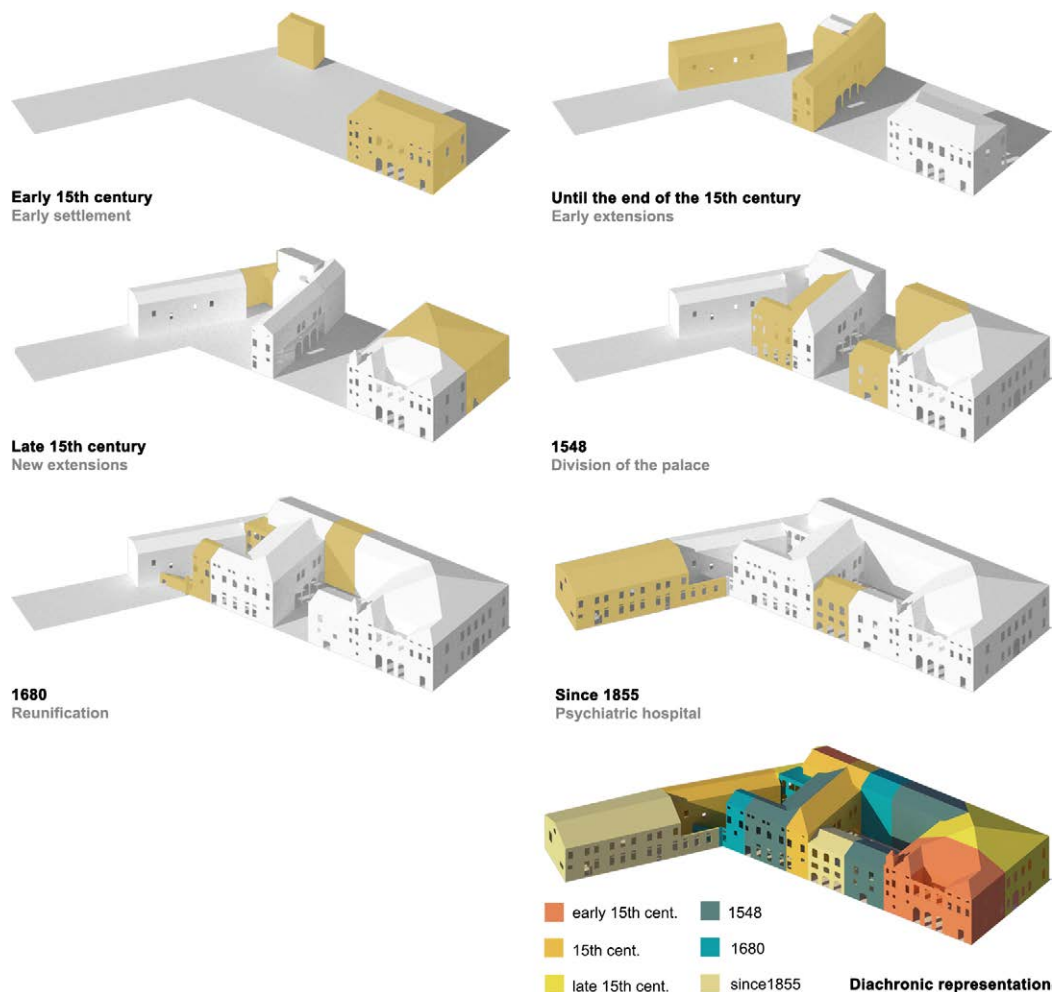 Early 15th century
Early settlement
Until the end of the 15th century
Early extensions
Late 15th century
New extensions
1548
Division of the palace
1680
Reunification
Since 1855
Psychiatric hospital
early 15th cent.
1548
15th cent.
1680
late 15th cent.
since1855
Diachronic representation